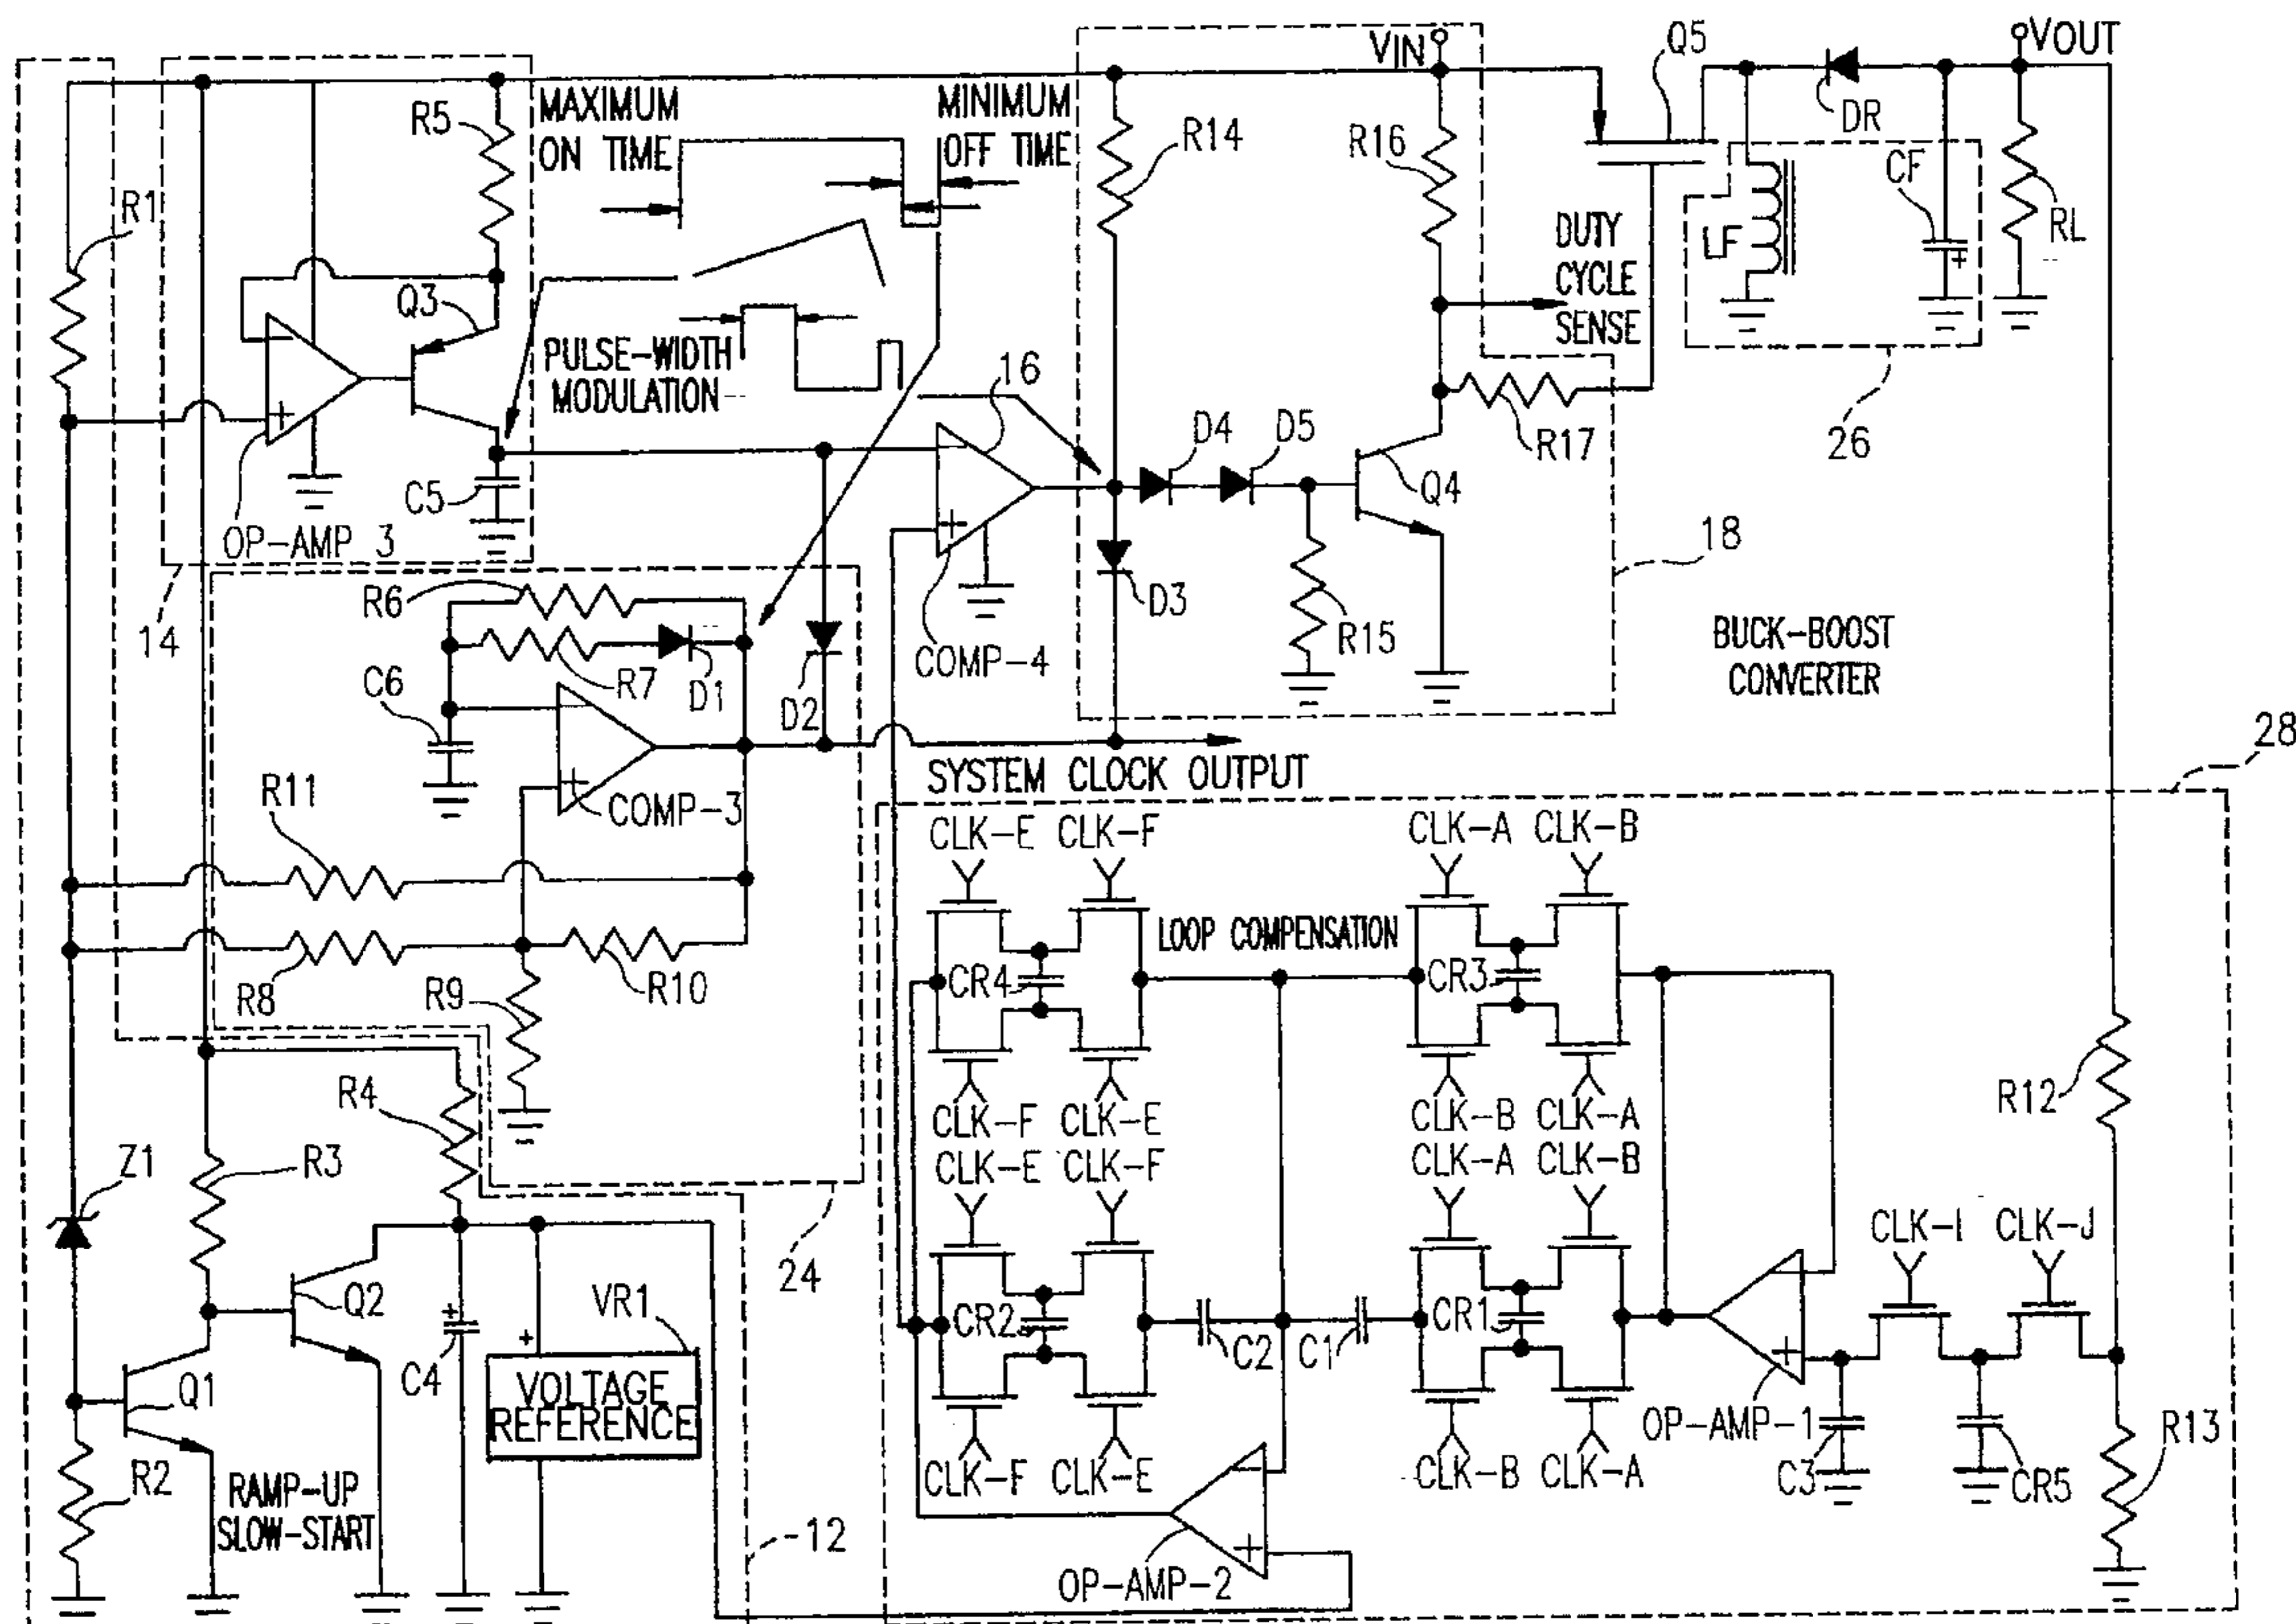 VIN
Q5
VOUT
R5
MAXIMUM
ON TIME
MINIMUM
OFF TIME
R14
R16
DR
CF
R1
LF
RL
DUTY
CYCLE
SENSE
Q3
PULSE-WIDTH
MODULATION
16
D4
D5
R17
26
Q4
C5
OP-AMP 3
18
14
R6
R7
D1
C6
D2
COMP-4
D3
R15
BUCK-BOOST
CONVERTER
28
COMP-3
SYSTEM CLOCK OUTPUT
R11
CLK-E
CLK-F
CLK-A
CLK-B
LOOP COMPENSATION
R8
R9
R10
CR4
CR3
R12
R4
CLK-F
CLK-E
CLK-B
CLK-A
CLK-E
CLK-F
CLK-A
CLK-B
Z1
R3
CLK-I
CLK-J
24
Q2
VR1
CR2
C2
C1
CR1
C4
Q1
VOLTAGE
REFERENCE
OP-AMP-1
C3
CR5
R13
R2
RAMP-UP
SLOW-START
12
CLK-F
CLK-E
CLK-B
CLK-A
OP-AMP-2